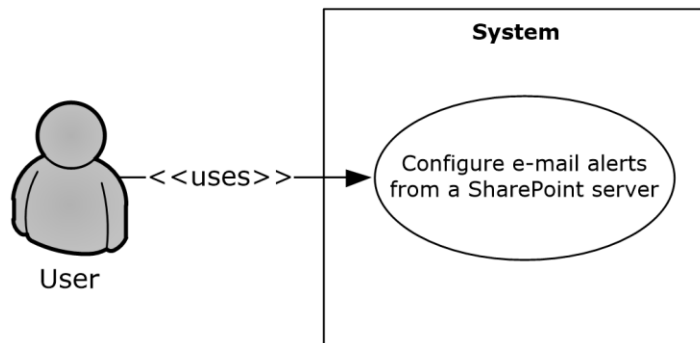 System
<<uses>>
Configure e-mail alerts
from a SharePoint server
User